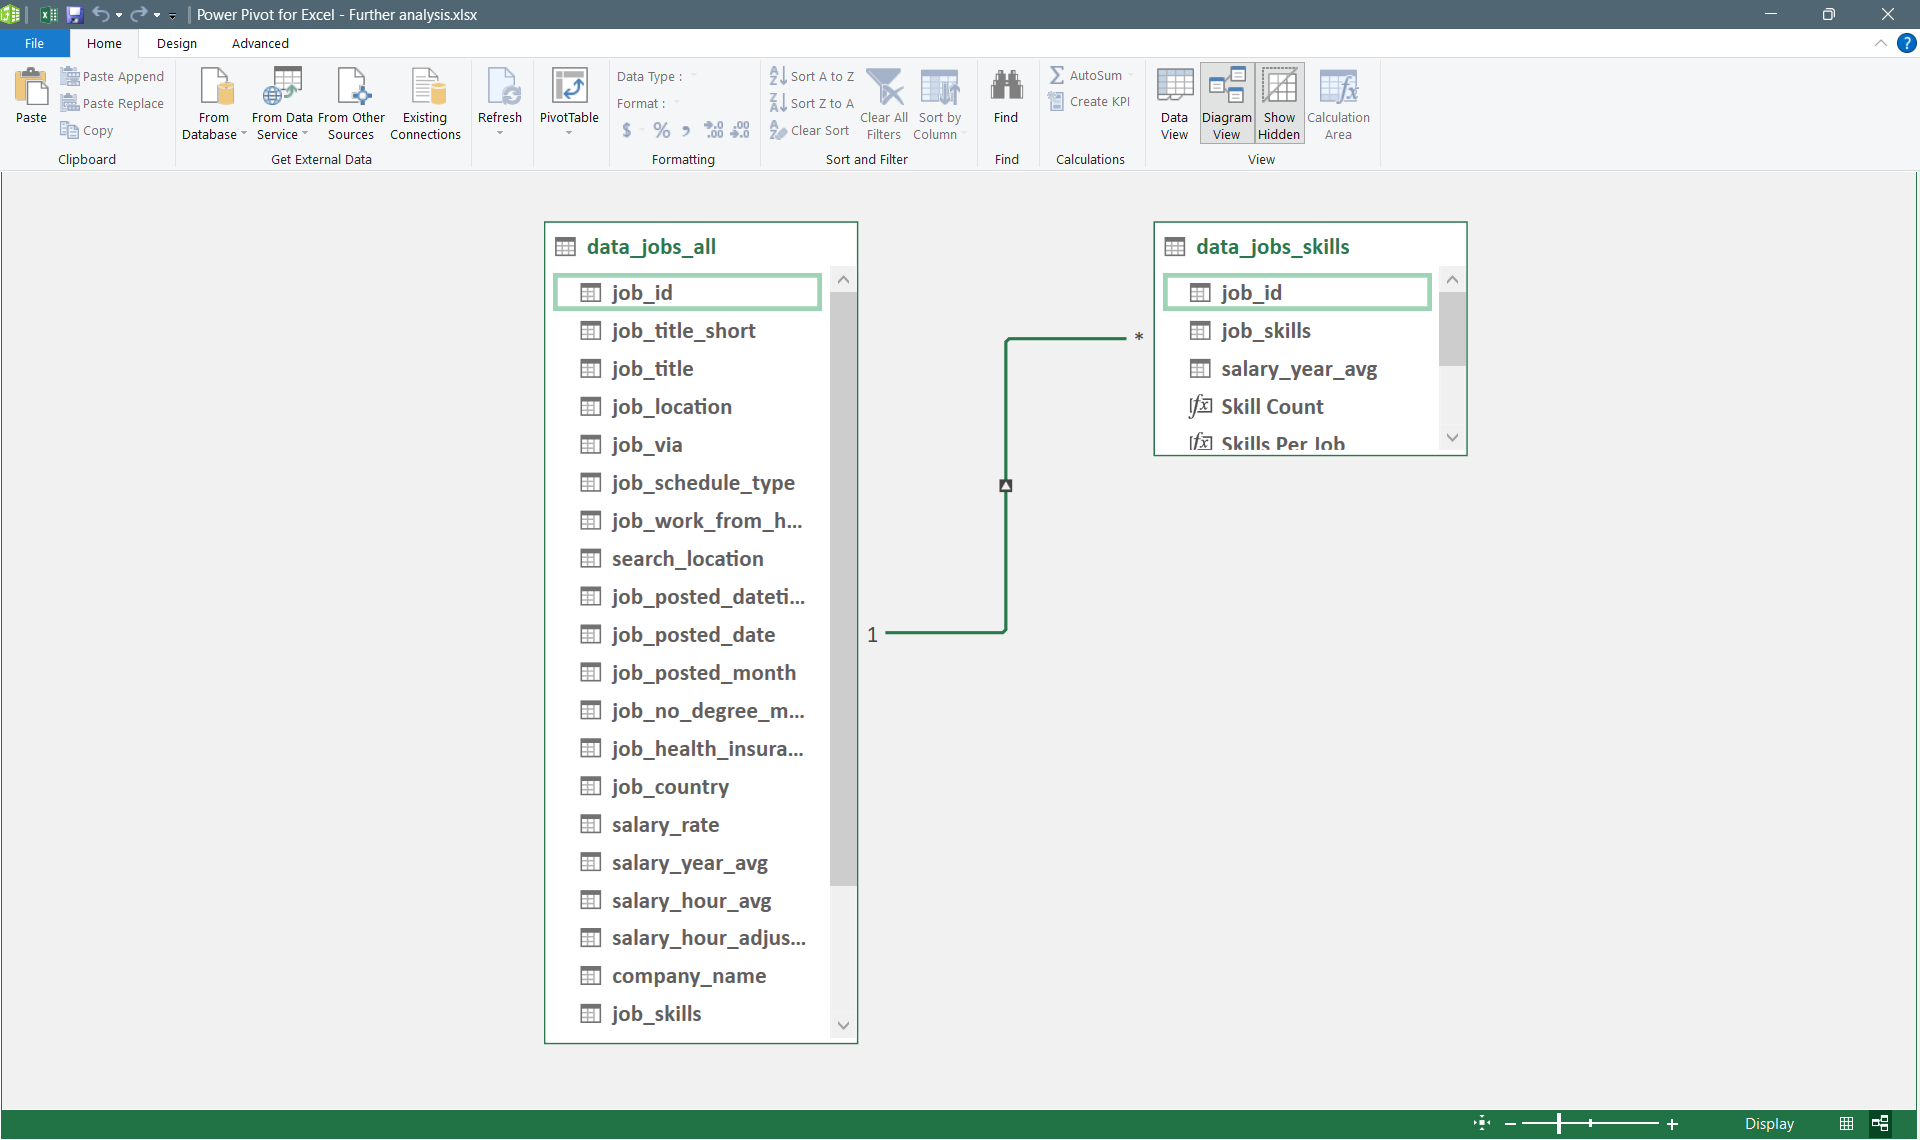 Power Pivot for Excel - Further analysis.xlsx
File Home Design Advanced
Paste
Paste Append
Paste Replace
Copy
Clipboard
From Database
From Data Service
From Other Sources
Existing Connections
Get External Data
Refresh
PivotTable
Data Type :
Format :
$ % ,
Formatting
Sort A to Z
Sort Z to A
Clear Sort
Clear All Filters
Sort by Column
Sort and Filter
Find
Find
AutoSum
Create KPI
Calculations
Data View
Diagram View
Show Hidden
Calculation Area
View
data_jobs_all
job_id
job_title_short
job_title
job_location
job_via
job_schedule_type
job_work_from_h...
search_location
job_posted_dateti...
job_posted_date
job_posted_month
job_no_degree_m...
job_health_insura...
job_country
salary_rate
salary_year_avg
salary_hour_avg
salary_hour_adjus...
company_name
job_skills
1
*
data_jobs_skills
job_id
job_skills
salary_year_avg
Skill Count
Skills Per Job
Display